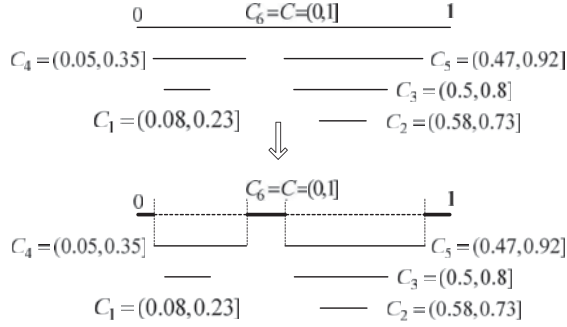 0 C₆=C=(0,1] 1
C₄=(0.05,0.35] C₅=(0.47,0.92]
C₃=(0.5,0.8]
C₁=(0.08,0.23] C₂=(0.58,0.73]
0 C₆=C=(0,1] 1
C₄=(0.05,0.35] C₅=(0.47,0.92]
C₃=(0.5,0.8]
C₁=(0.08,0.23] C₂=(0.58,0.73]